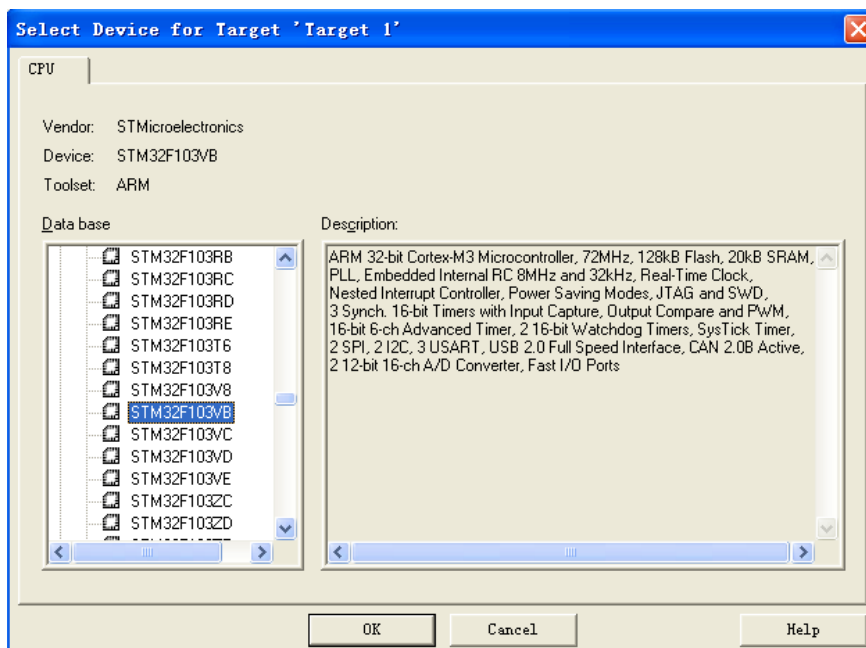 Select Device for Target 'Target 1'
CPU
Vendor: STMicroelectronics
Device: STM32F103VB
Toolset: ARM
Data base
Description:
STM32F103RB
STM32F103RC
STM32F103RD
STM32F103RE
STM32F103T6
STM32F103T8
STM32F103V8
STM32F103VB
STM32F103VC
STM32F103VD
STM32F103VE
STM32F103ZC
STM32F103ZD
ARM 32-bit Cortex-M3 Microcontroller, 72MHz, 128kB Flash, 20kB SRAM,
PLL, Embedded Internal RC 8MHz and 32kHz, Real-Time Clock,
Nested Interrupt Controller, Power Saving Modes, JTAG and SWD,
3 Synch. 16-bit Timers with Input Capture, Output Compare and PWM,
16-bit 6-ch Advanced Timer, 2 16-bit Watchdog Timers, SysTick Timer,
2 SPI, 2 I2C, 3 USART, USB 2.0 Full Speed Interface, CAN 2.0B Active,
2 12-bit 16-ch A/D Converter, Fast I/O Ports
OK
Cancel
Help